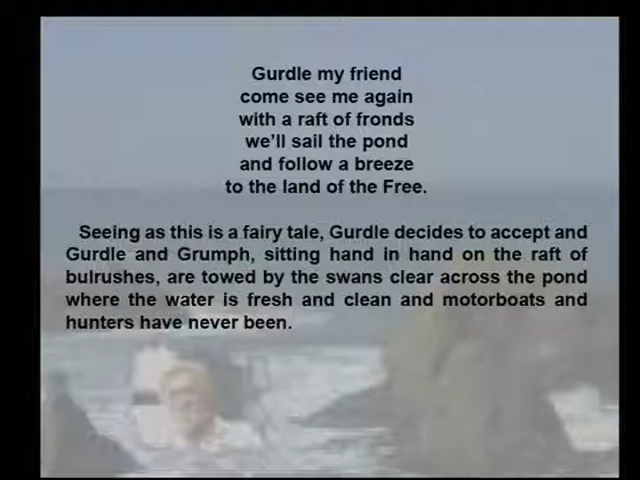 Gurdle my friend
come see me again
with a raft of fronds
we'll sail the pond
and follow a breeze
to the land of the Free.
Seeing as this is a fairy tale, Gurdle decides to accept and
Gurdle and Grumph, sitting hand in hand on the raft of
bulrushes, are towed by the swans clear across the pond
where the water is fresh and clean and motorboats and
hunters have never been.